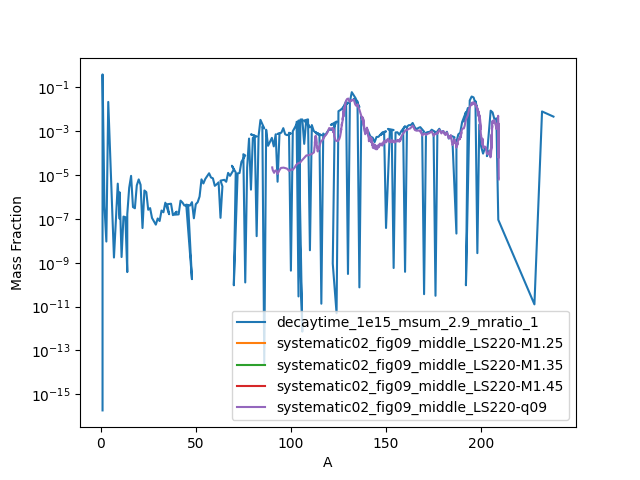 10⁻¹
10⁻³
10⁻⁵
10⁻⁷
10⁻⁹
10⁻¹¹
10⁻¹³
10⁻¹⁵
Mass Fraction
decaytime_1e15_msum_2.9_mratio_1
systematic02_fig09_middle_LS220-M1.25
systematic02_fig09_middle_LS220-M1.35
systematic02_fig09_middle_LS220-M1.45
systematic02_fig09_middle_LS220-q09
0 50 100 150 200
A